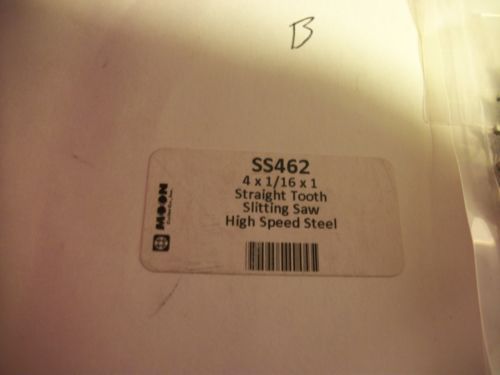 B
SS462
4 x 1/16 x 1
Straight Tooth
Slitting Saw
High Speed Steel
MOON